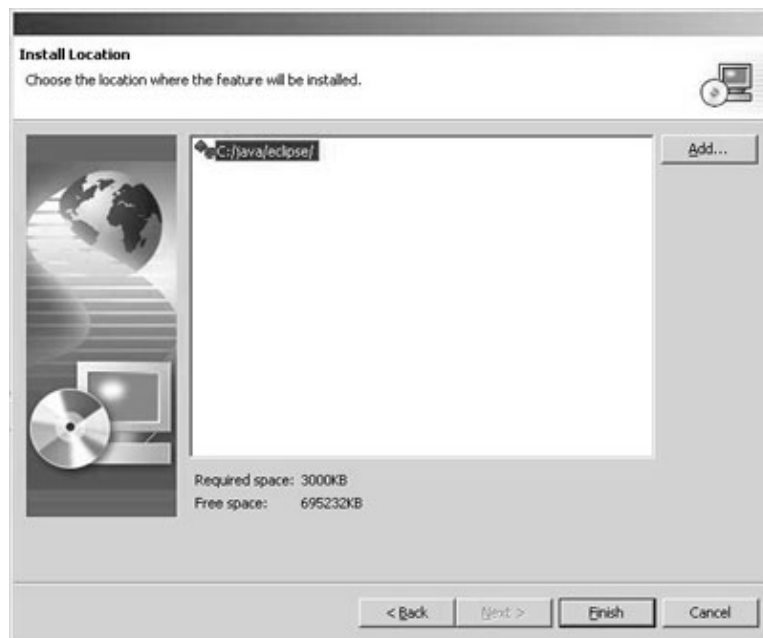 Install Location
Choose the location where the feature will be installed.
C:/java/eclipse/
Add...
Required space: 3000KB
Free space: 695232KB
< Back
Next >
Finish
Cancel